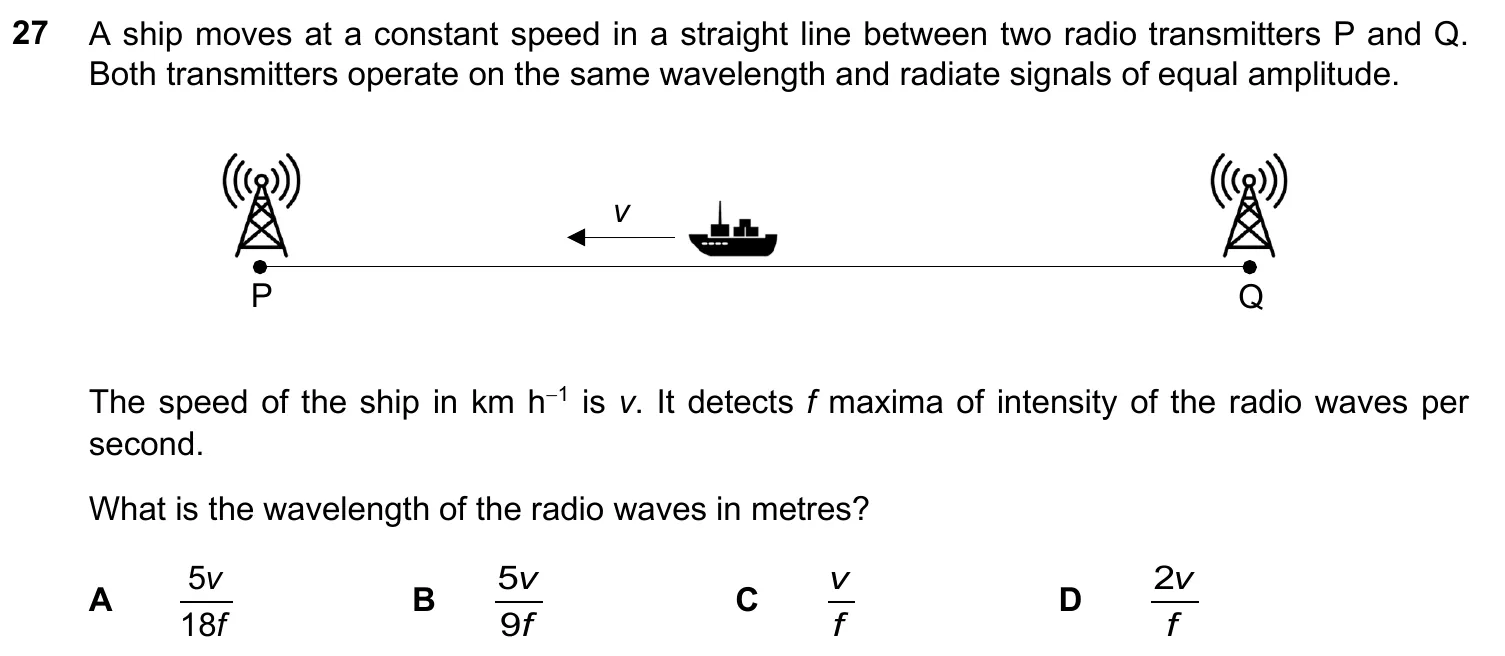 27 A ship moves at a constant speed in a straight line between two radio transmitters P and Q.
Both transmitters operate on the same wavelength and radiate signals of equal amplitude.
v
P
Q
The speed of the ship in km h⁻¹ is v. It detects f maxima of intensity of the radio waves per
second.
What is the wavelength of the radio waves in metres?
A 5v/18f B 5v/9f C v/f D 2v/f